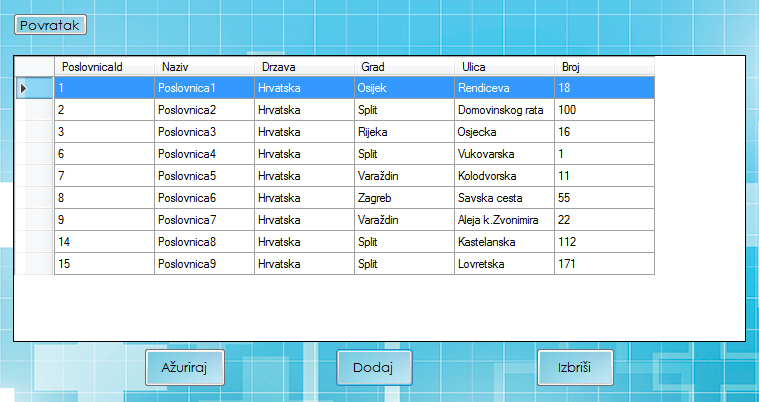 Povratak
PoslovnicaId Naziv Drzava Grad Ulica Broj
1 Poslovnica1 Hrvatska Osijek Rendiceva 18
2 Poslovnica2 Hrvatska Split Domovinskog rata 100
3 Poslovnica3 Hrvatska Rijeka Osjecka 16
6 Poslovnica4 Hrvatska Split Vukovarska 1
7 Poslovnica5 Hrvatska Varaždin Kolodvorska 11
8 Poslovnica6 Hrvatska Zagreb Savska cesta 55
9 Poslovnica7 Hrvatska Varaždin Aleja k.Zvonimira 22
14 Poslovnica8 Hrvatska Split Kastelanska 112
15 Poslovnica9 Hrvatska Split Lovretska 171
Ažuriraj Dodaj Izbriši